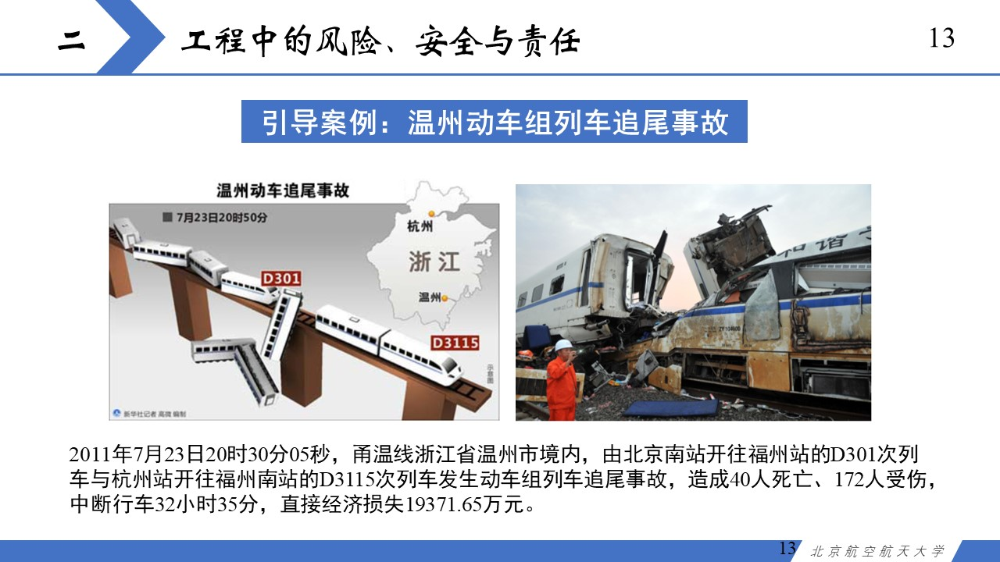 二
工程中的风险、安全与责任
13
引导案例：温州动车组列车追尾事故
温州动车追尾事故
7月23日20时50分
杭州
浙江
温州
D301
D3115
示意图
新华社记者 高微 编制
和谐号
ZY 104600
2011年7月23日20时30分05秒，甬温线浙江省温州市境内，由北京南站开往福州站的D301次列
车与杭州站开往福州南站的D3115次列车发生动车组列车追尾事故，造成40人死亡、172人受伤，
中断行车32小时35分，直接经济损失19371.65万元。
13
北京航空航天大学